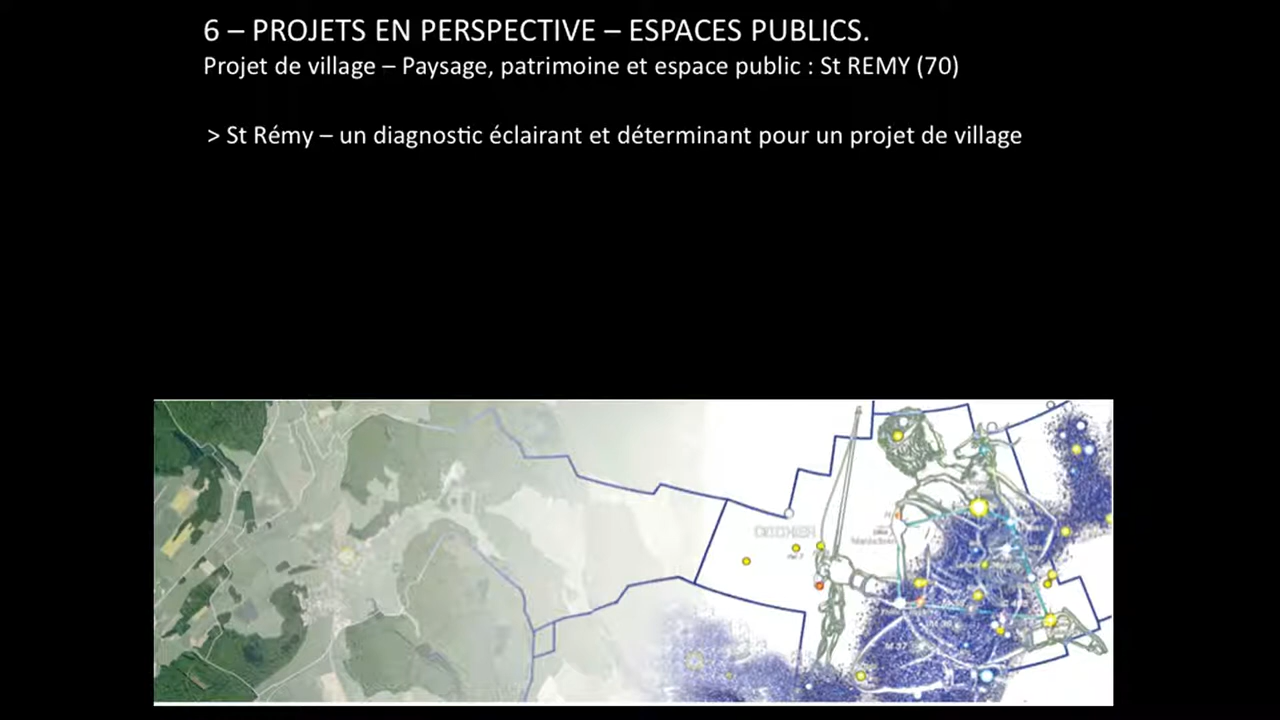 6 – PROJETS EN PERSPECTIVE – ESPACES PUBLICS.
Projet de village – Paysage, patrimoine et espace public : St REMY (70)
> St Rémy – un diagnostic éclairant et déterminant pour un projet de village
M 37